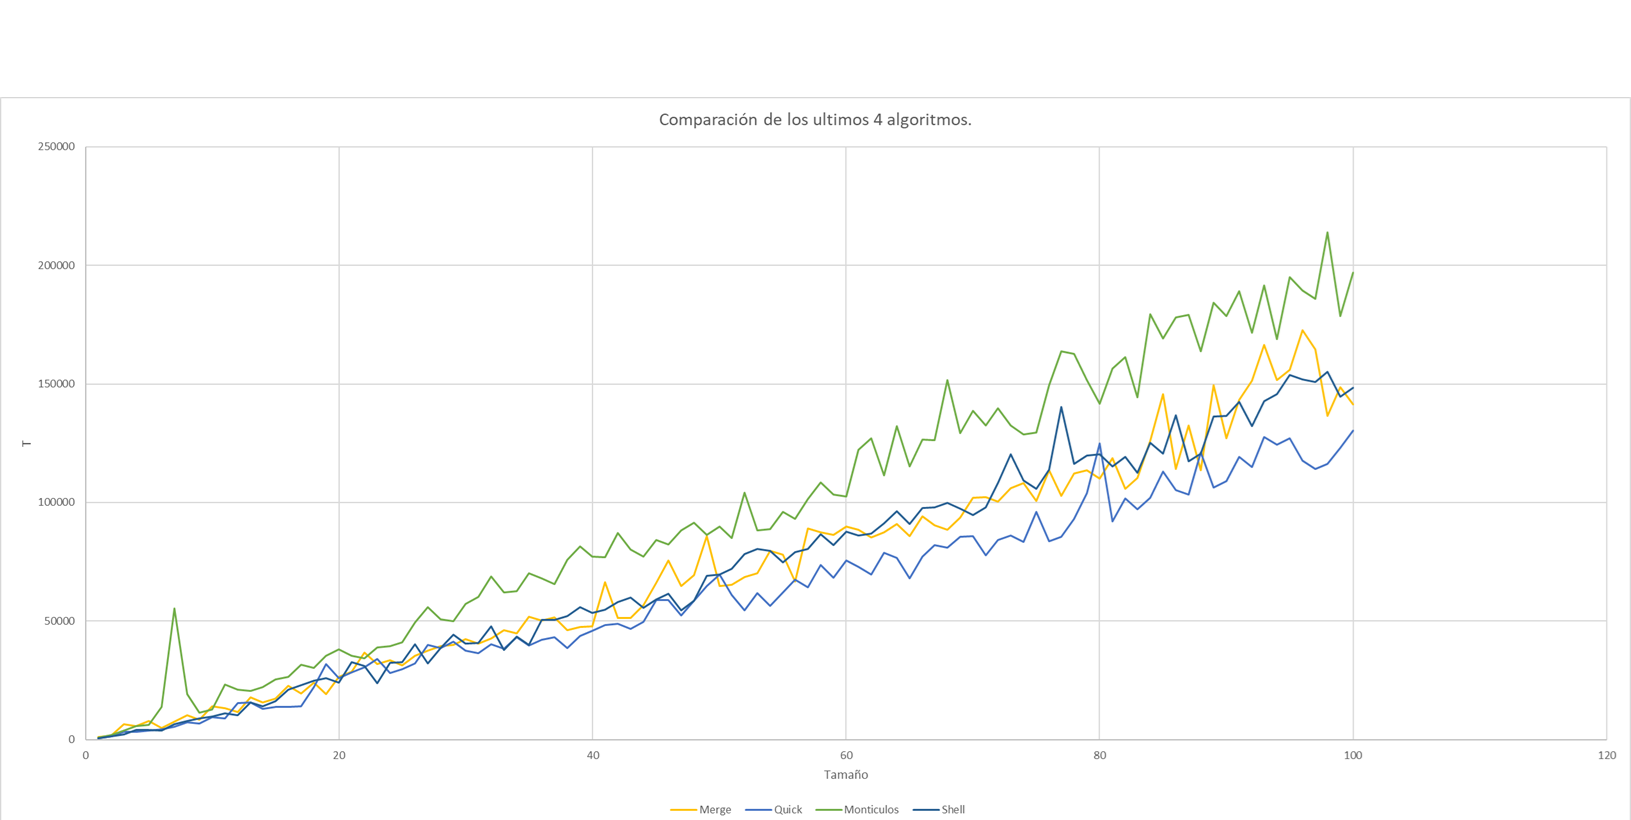 Comparación de los ultimos 4 algoritmos.
250000
200000
150000
100000
50000
0
T
0 20 40 60 80 100 120
Tamaño
Merge Quick Monticulos Shell